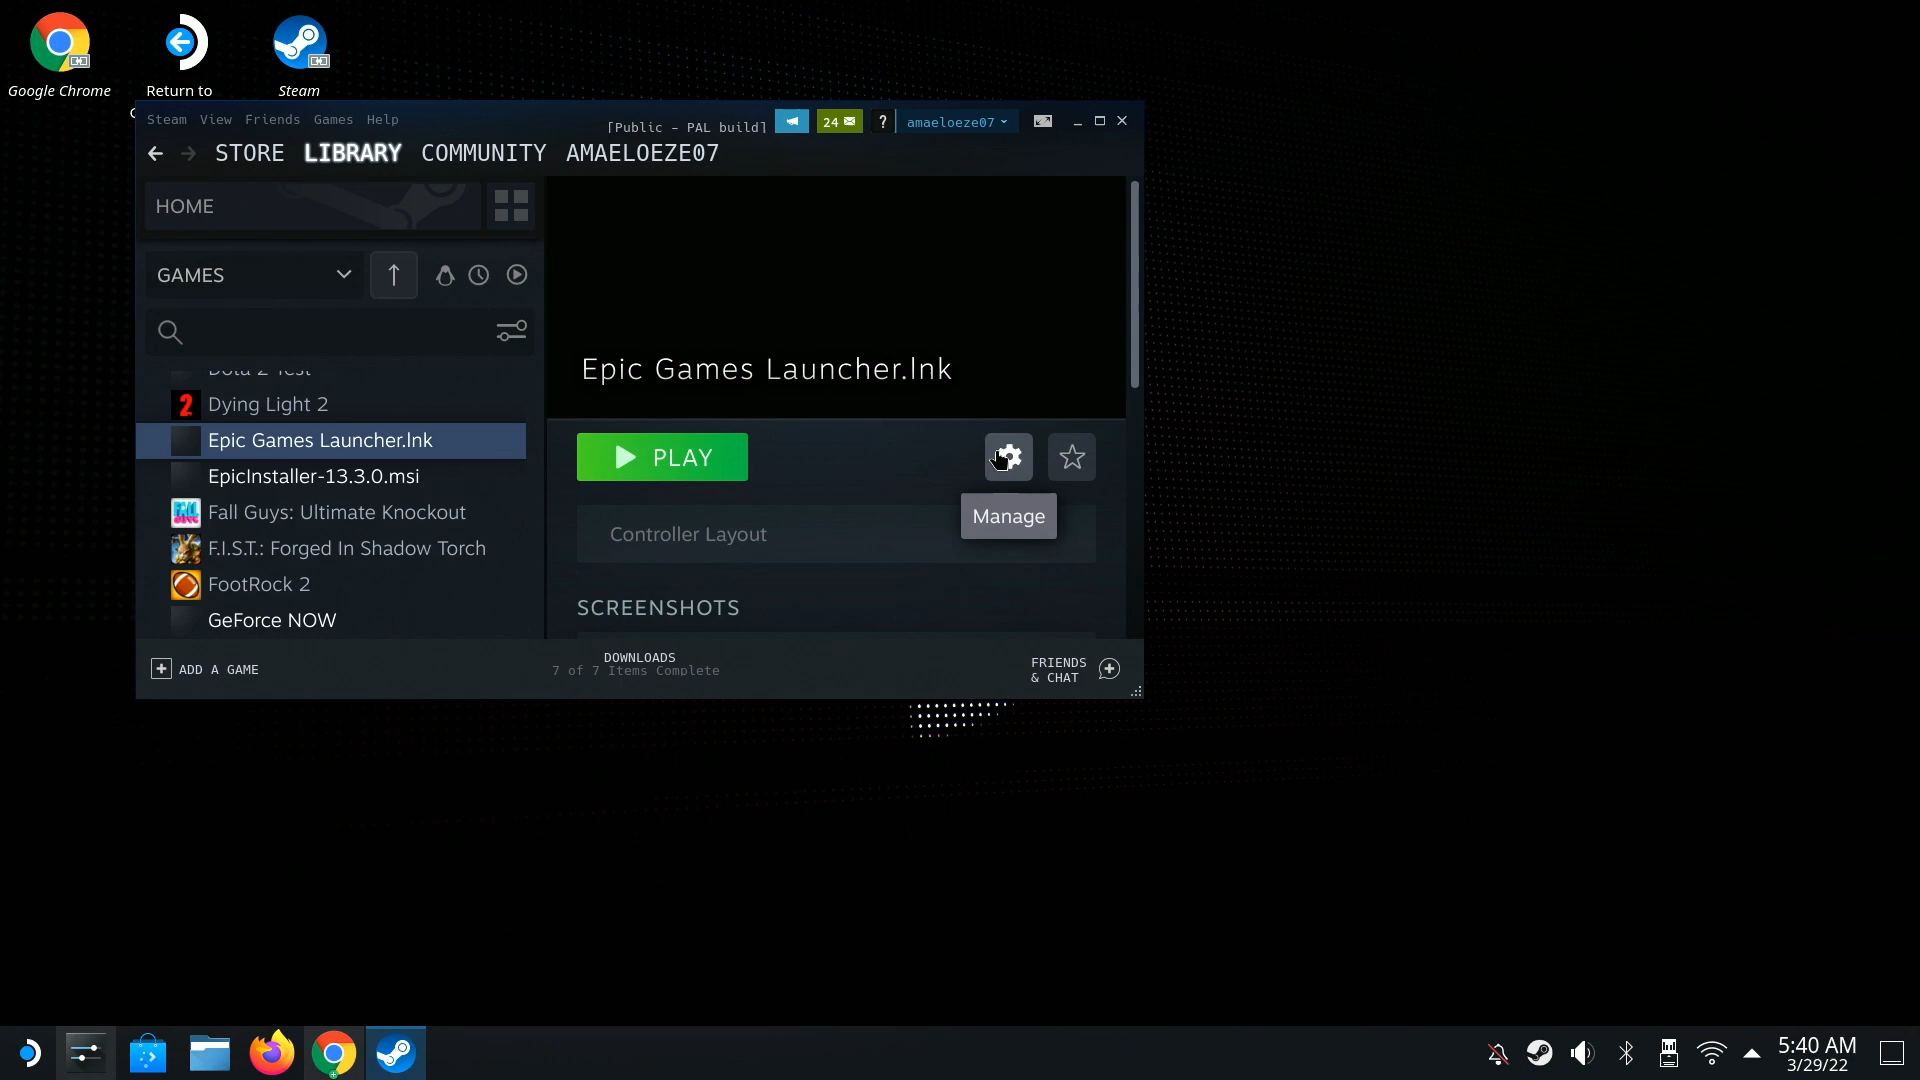 Google Chrome
Return to
Steam
Steam View Friends Games Help
[Public - PAL build]
24
?
amaeloeze07
STORE LIBRARY COMMUNITY AMAELOEZE07
HOME
GAMES
Dota 2 Test
Dying Light 2
Epic Games Launcher.lnk
EpicInstaller-13.3.0.msi
Fall Guys: Ultimate Knockout
F.I.S.T.: Forged In Shadow Torch
FootRock 2
GeForce NOW
Epic Games Launcher.lnk
PLAY
Manage
Controller Layout
SCREENSHOTS
ADD A GAME
DOWNLOADS
7 of 7 Items Complete
FRIENDS
& CHAT
5:40 AM
3/29/22